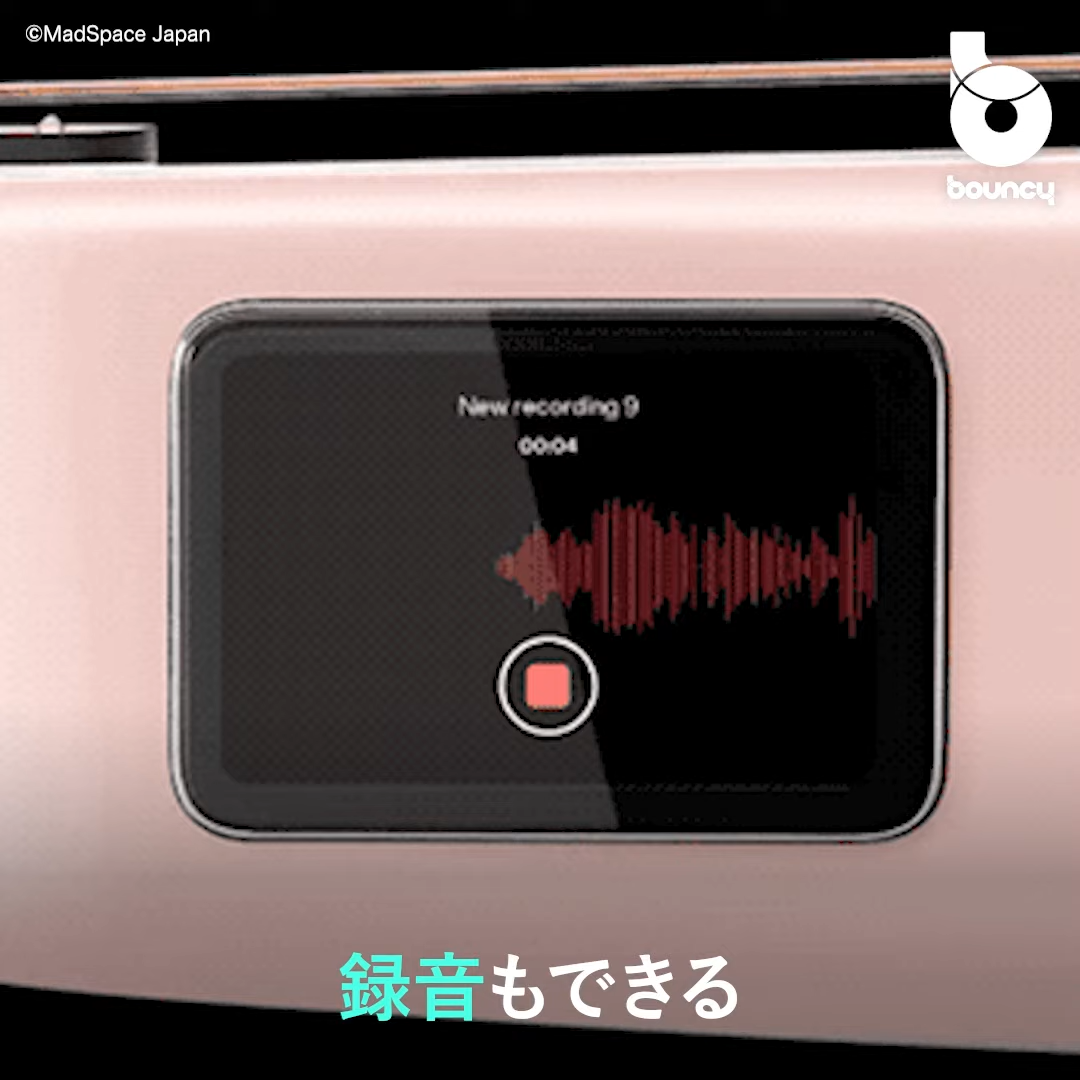 ©MadSpace Japan
bouncy
New recording 9
00:04
録音もできる